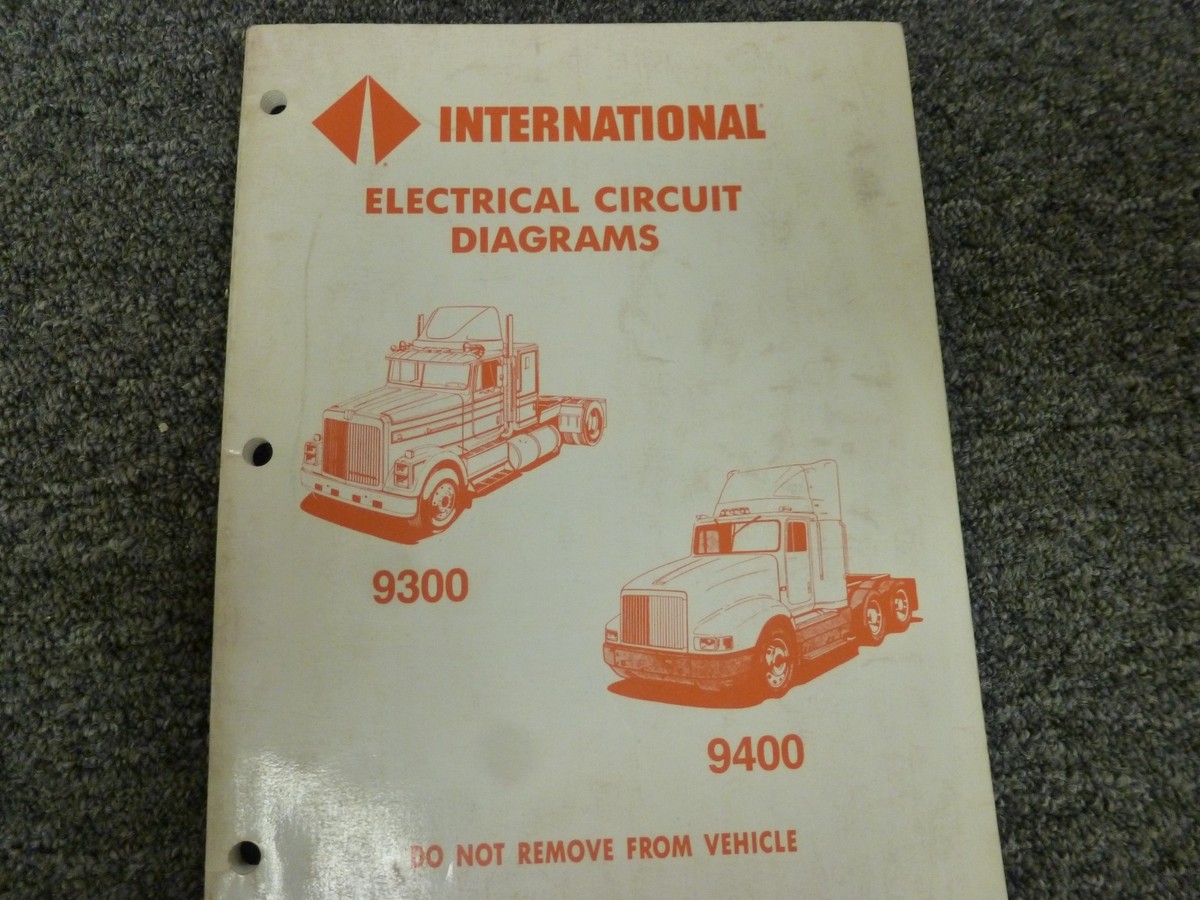 INTERNATIONAL
ELECTRICAL CIRCUIT
DIAGRAMS
9300
9400
DO NOT REMOVE FROM VEHICLE